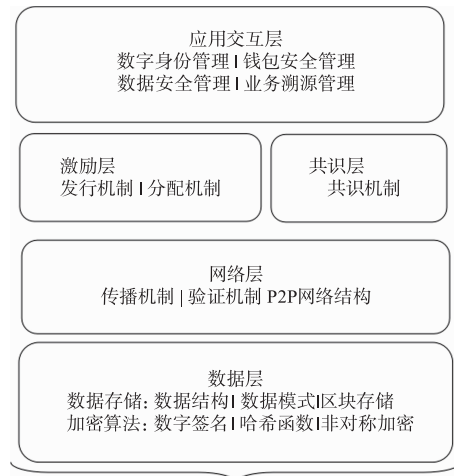 应用交互层
数字身份管理 | 钱包安全管理
数据安全管理 | 业务溯源管理
激励层
发行机制 | 分配机制
共识层
共识机制
网络层
传播机制 | 验证机制 P2P网络结构
数据层
数据存储: 数据结构 | 数据模式 | 区块存储
加密算法: 数字签名 | 哈希函数 | 非对称加密